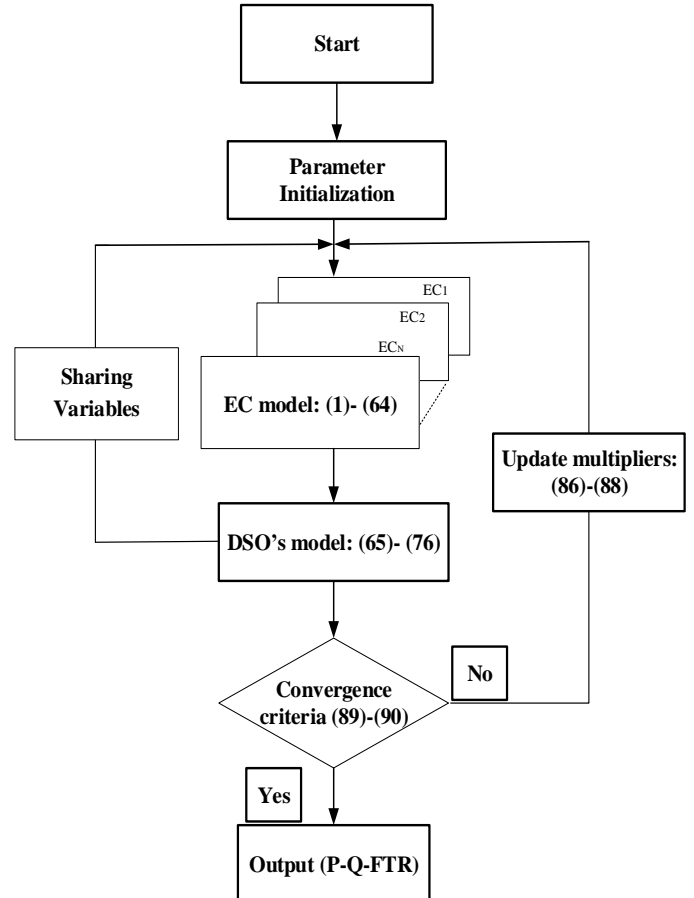 Start
Parameter
Initialization
EC1
EC2
ECN
EC model: (1)- (64)
Sharing
Variables
Update multipliers:
(86)-(88)
DSO's model: (65)- (76)
Convergence
criteria (89)-(90)
No
Yes
Output (P-Q-FTR)